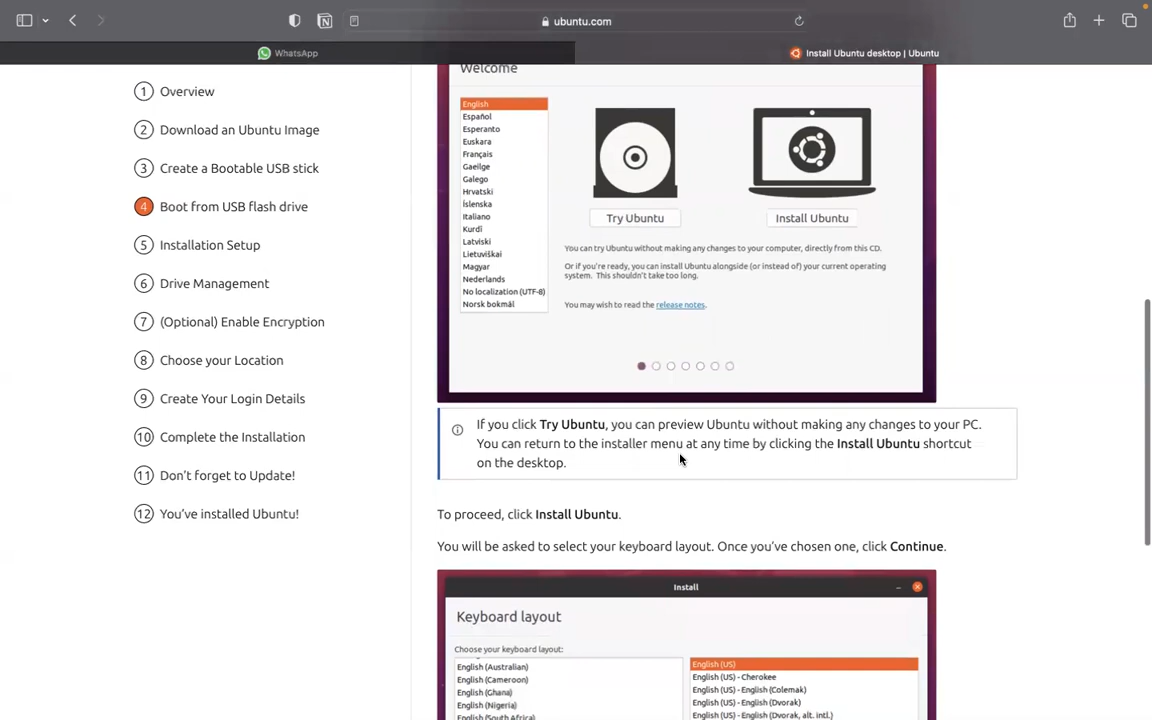 ubuntu.com
WhatsApp
Install Ubuntu desktop | Ubuntu
1 Overview
2 Download an Ubuntu Image
3 Create a Bootable USB stick
4 Boot from USB flash drive
5 Installation Setup
6 Drive Management
7 (Optional) Enable Encryption
8 Choose your Location
9 Create Your Login Details
10 Complete the Installation
11 Don't forget to Update!
12 You've installed Ubuntu!
Welcome
English
Español
Esperanto
Euskara
Français
Gaeilge
Galego
Hrvatski
Íslenska
Italiano
Kurdî
Latviski
Lietuviškai
Magyar
Nederlands
No localization (UTF-8)
Norsk bokmål
Try Ubuntu
Install Ubuntu
You can try Ubuntu without making any changes to your computer, directly from this CD.
Or if you're ready, you can install Ubuntu alongside (or instead of) your current operating
system. This shouldn't take too long.
You may wish to read the release notes.
If you click Try Ubuntu, you can preview Ubuntu without making any changes to your PC.
You can return to the installer menu at any time by clicking the Install Ubuntu shortcut
on the desktop.
To proceed, click Install Ubuntu.
You will be asked to select your keyboard layout. Once you've chosen one, click Continue.
Install
Keyboard layout
Choose your keyboard layout:
English (Australian)
English (Cameroon)
English (Ghana)
English (Nigeria)
English (South Africa)
English (US)
English (US) - Cherokee
English (US) - English (Colemak)
English (US) - English (Dvorak)
English (US) - English (Dvorak, alt. intl.)